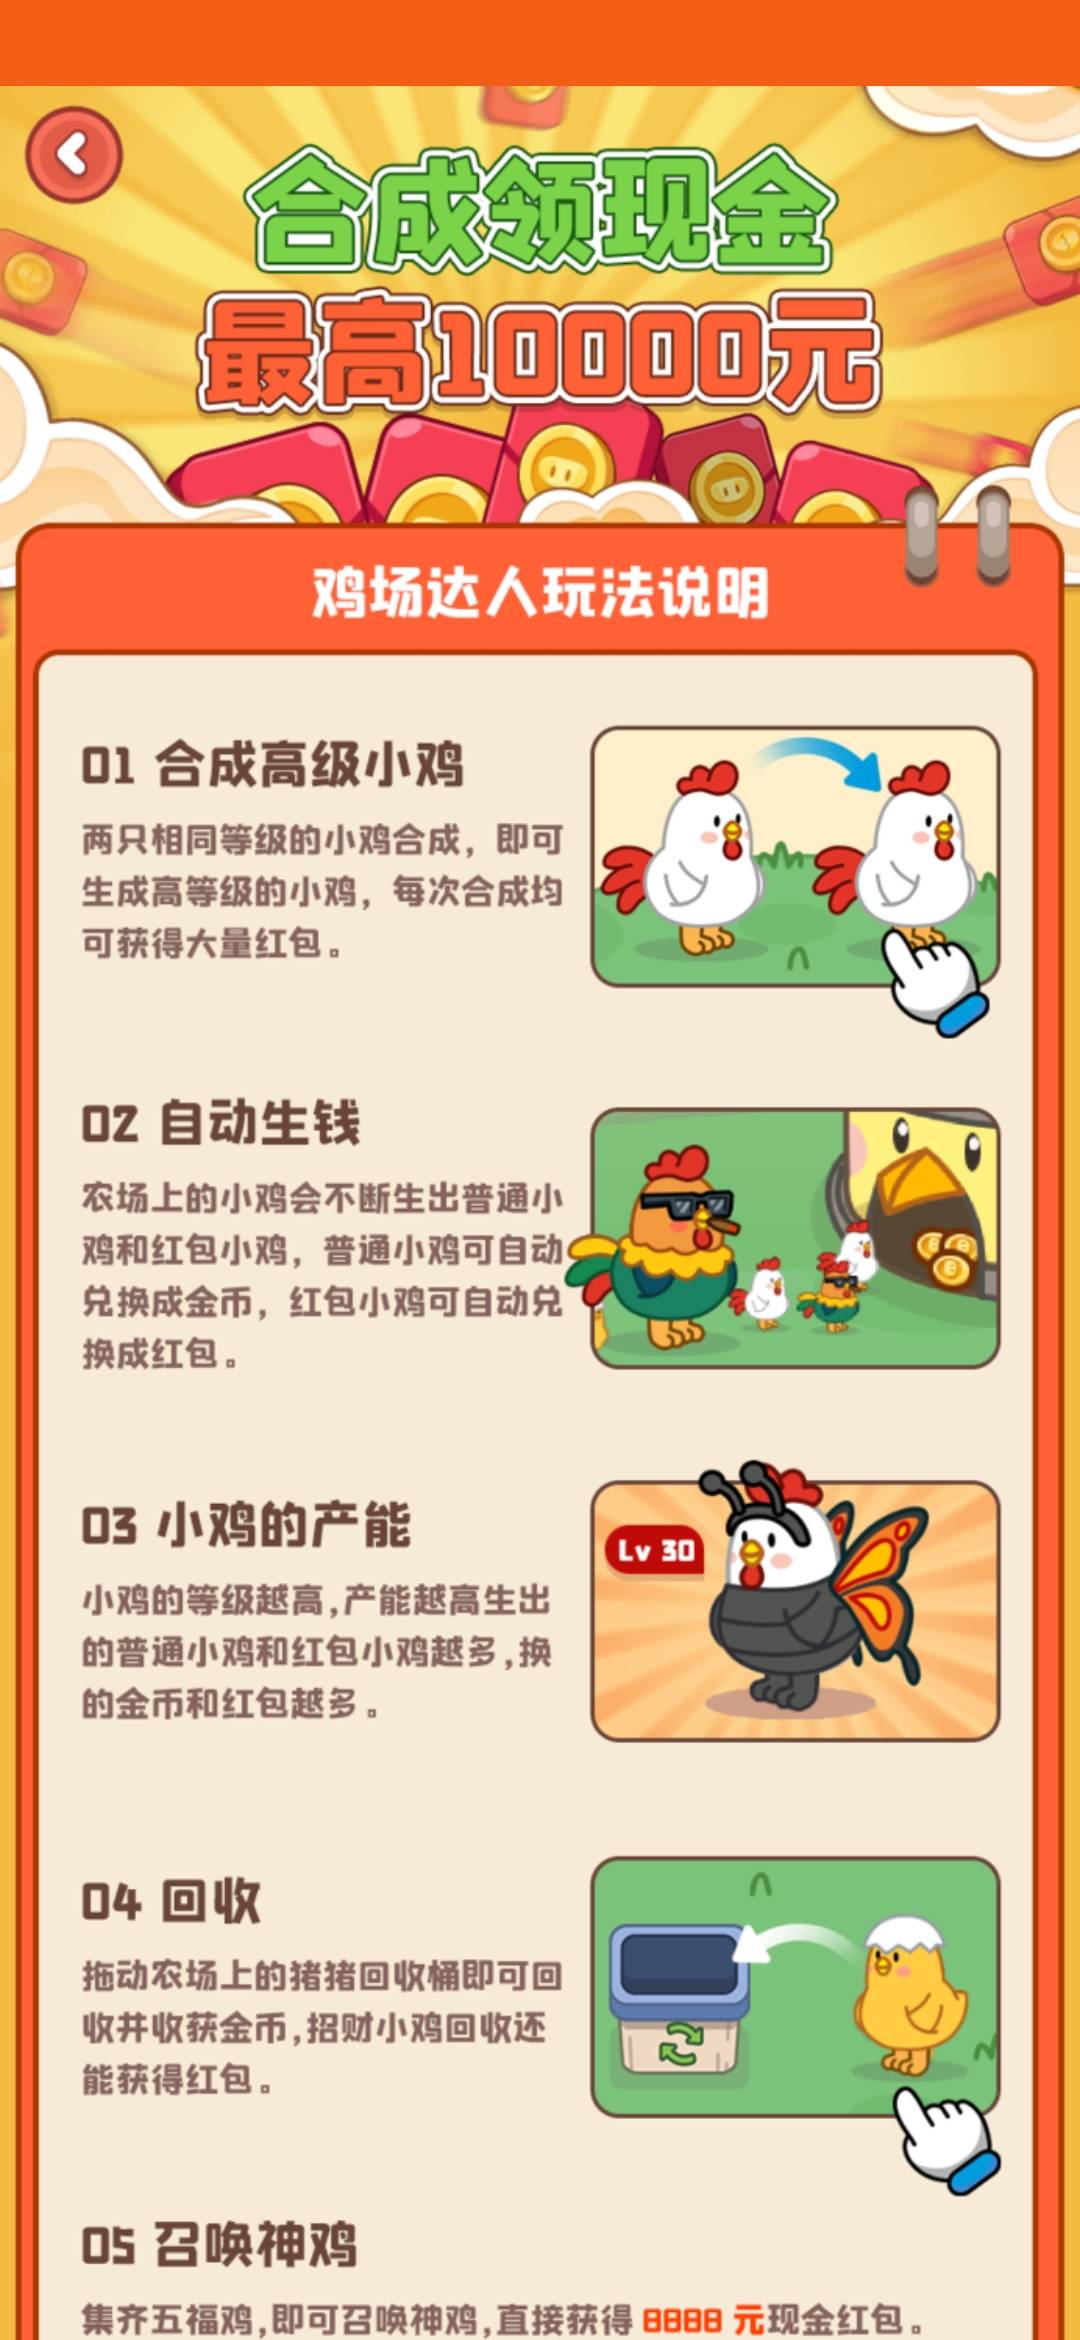 合成领现金
最高10000元
鸡场达人玩法说明
01 合成高级小鸡
两只相同等级的小鸡合成，即可
生成高等级的小鸡，每次合成均
可获得大量红包。
02 自动生钱
农场上的小鸡会不断生出普通小
鸡和红包小鸡，普通小鸡可自动
兑换成金币，红包小鸡可自动兑
换成红包。
03 小鸡的产能
小鸡的等级越高,产能越高生出
的普通小鸡和红包小鸡越多,换
的金币和红包越多。
Lv 30
04 回收
拖动农场上的猪猪回收桶即可回
收并收获金币,招财小鸡回收还
能获得红包。
05 召唤神鸡
集齐五福鸡,即可召唤神鸡,直接获得 8888 元现金红包。